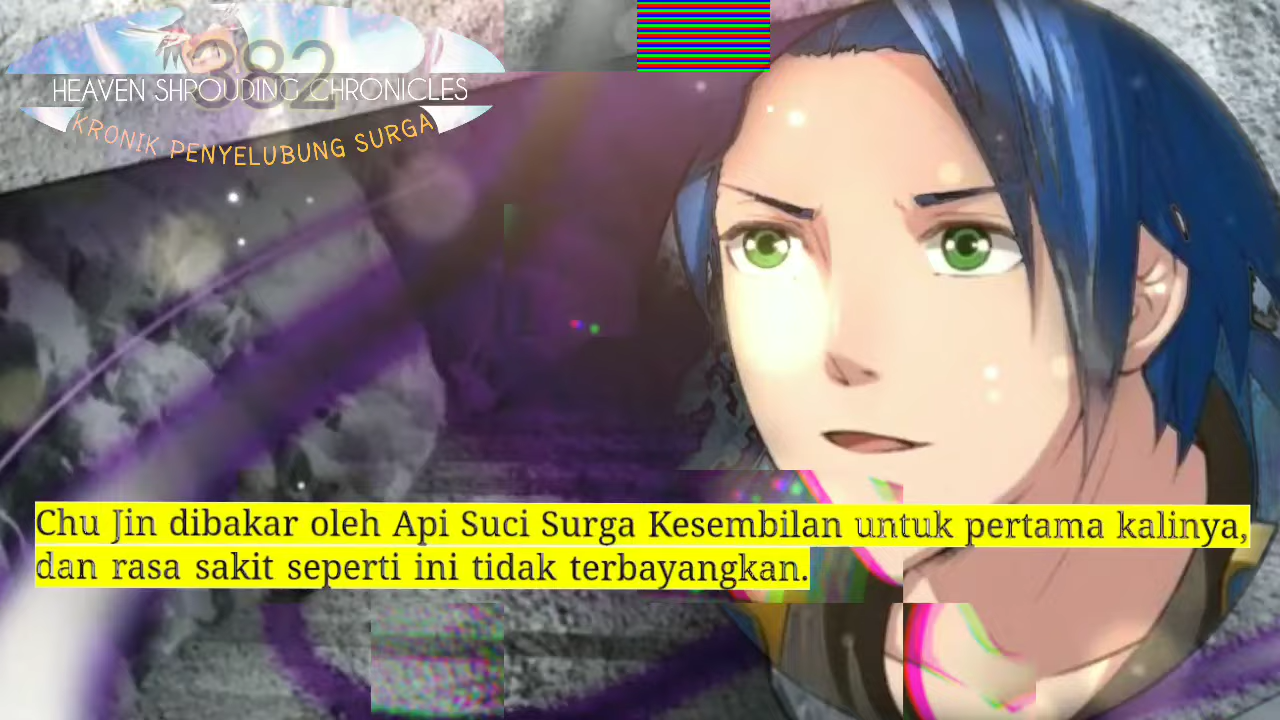 382
HEAVEN SHROUDING CHRONICLES
KRONIK PENYELUBUNG SURGA
Chu Jin dibakar oleh Api Suci Surga Kesembilan untuk pertama kalinya,
dan rasa sakit seperti ini tidak terbayangkan.